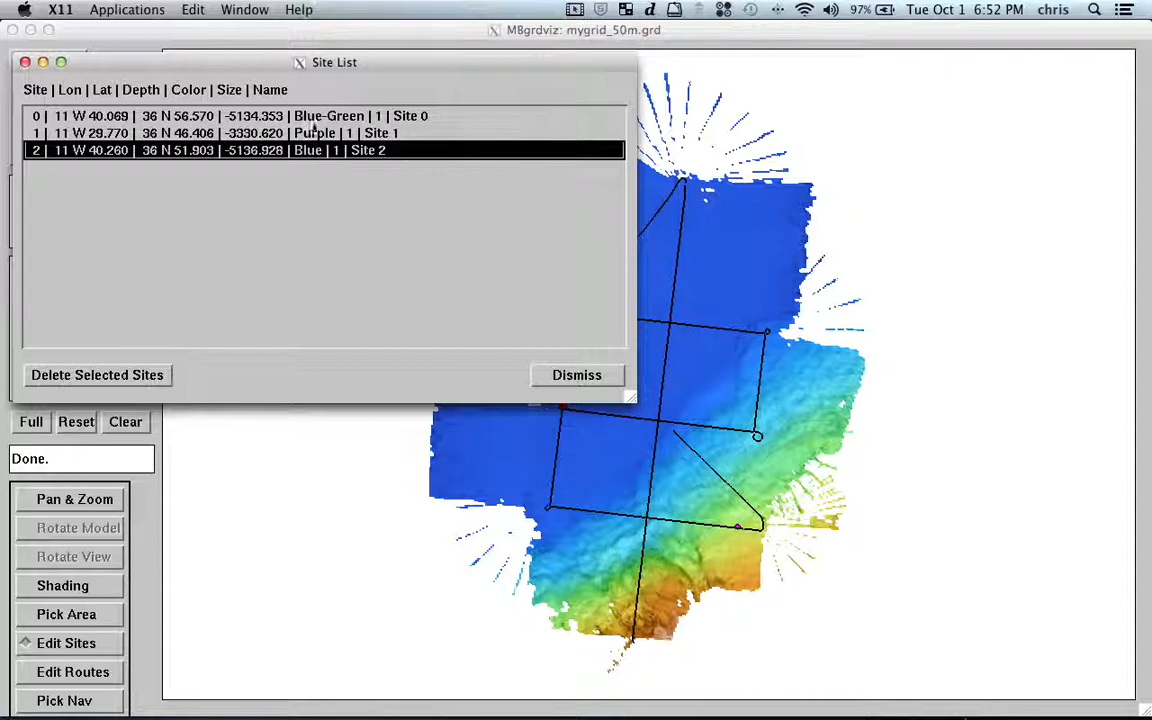 X11 Applications Edit Window Help 97% Tue Oct 1 6:52 PM chris
MBgrdviz: mygrid_50m.grd
Site List
Site | Lon | Lat | Depth | Color | Size | Name
0 | 11 W 40.069 | 36 N 56.570 | -5134.353 | Blue-Green | 1 | Site 0
1 | 11 W 29.770 | 36 N 46.406 | -3330.620 | Purple | 1 | Site 1
2 | 11 W 40.260 | 36 N 51.903 | -5136.928 | Blue | 1 | Site 2
Delete Selected Sites Dismiss
Full Reset Clear
Done.
Pan & Zoom
Rotate Model
Rotate View
Shading
Pick Area
Edit Sites
Edit Routes
Pick Nav